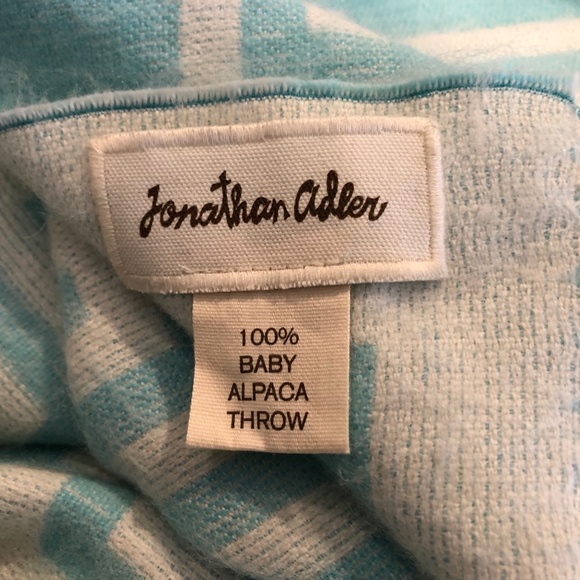 Jonathan Adler
100%
BABY
ALPACA
THROW